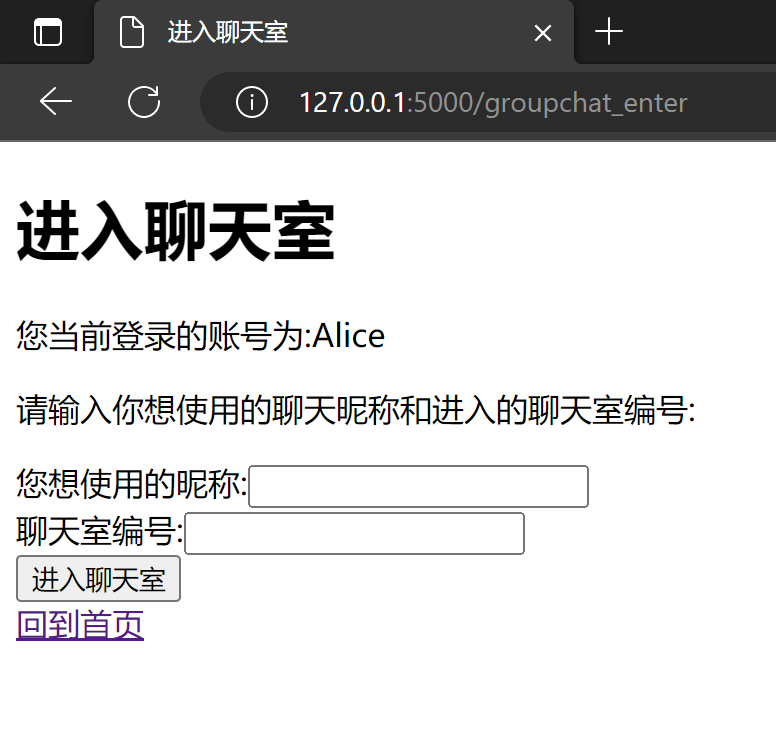 进入聊天室
127.0.0.1:5000/groupchat_enter
进入聊天室
您当前登录的账号为:Alice
请输入你想使用的聊天昵称和进入的聊天室编号:
您想使用的昵称:
聊天室编号:
进入聊天室
回到首页